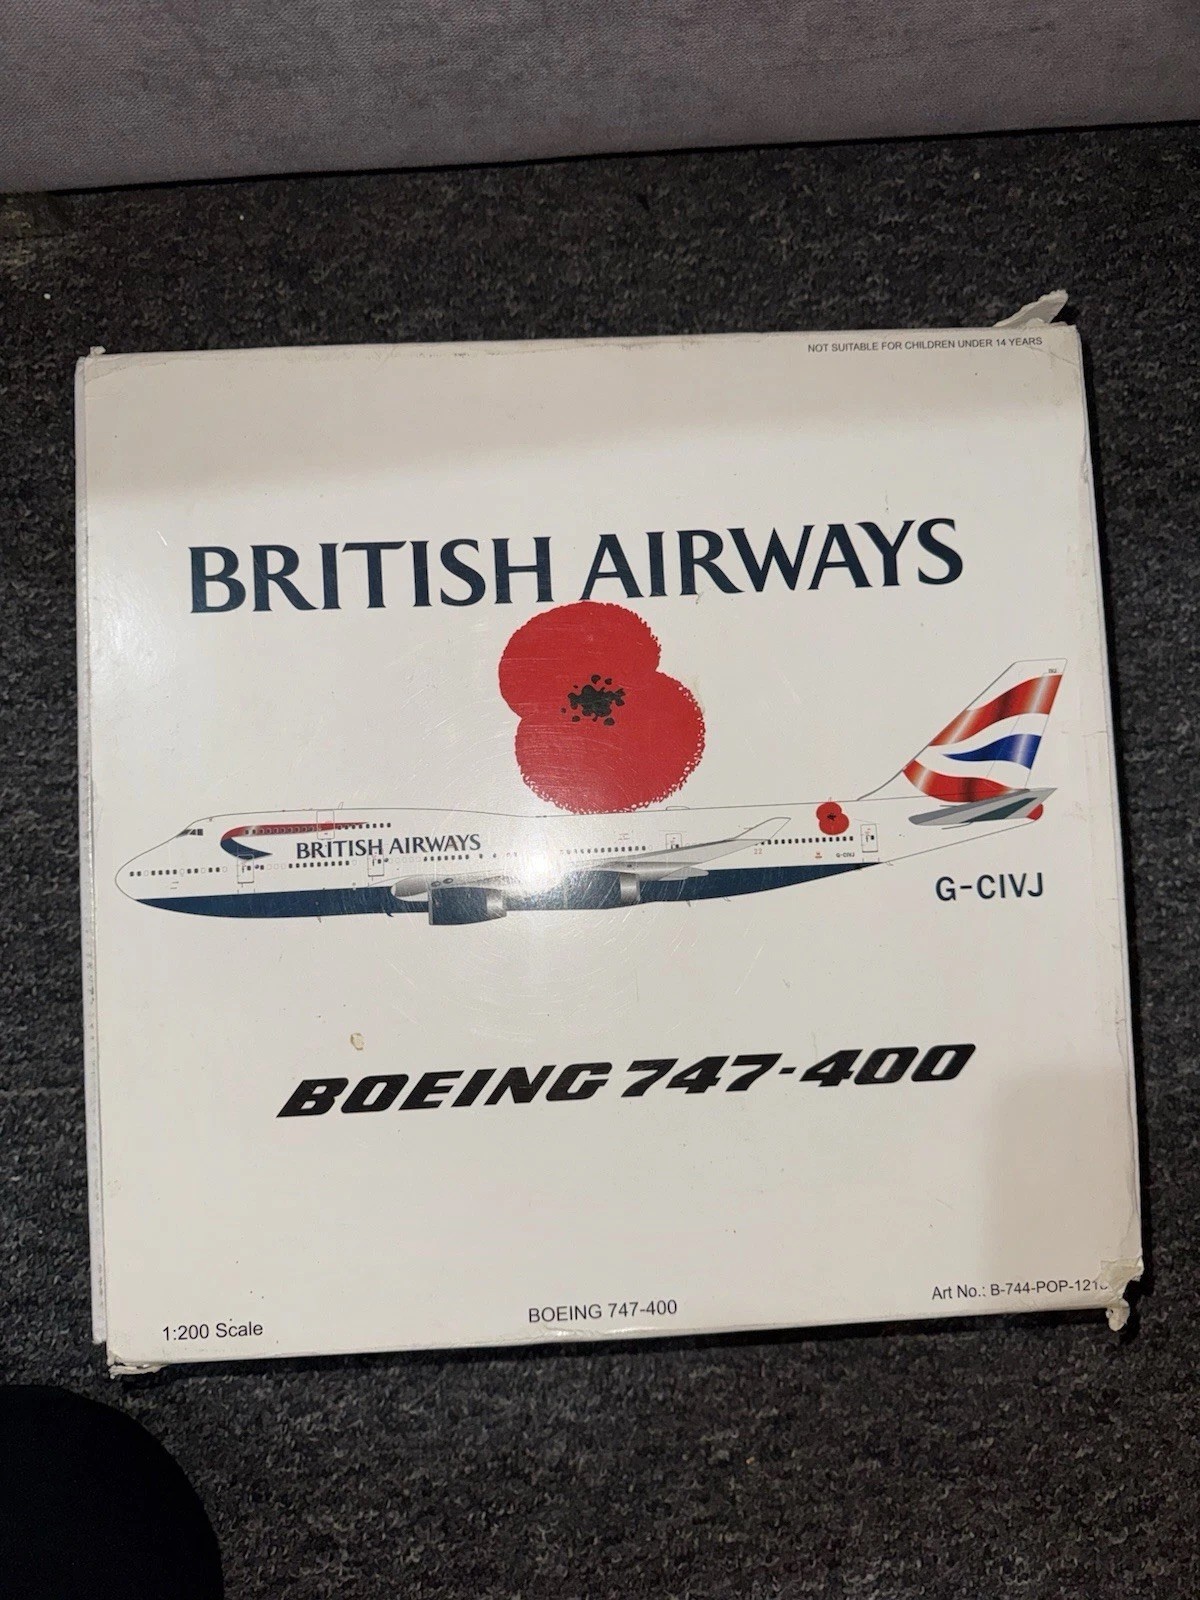 NOT SUITABLE FOR CHILDREN UNDER 14 YEARS
BRITISH AIRWAYS
BRITISH AIRWAYS
G-CIVJ
G-CIVJ
BOEING 747-400
Art No.: B-744-POP-121
BOEING 747-400
1:200 Scale